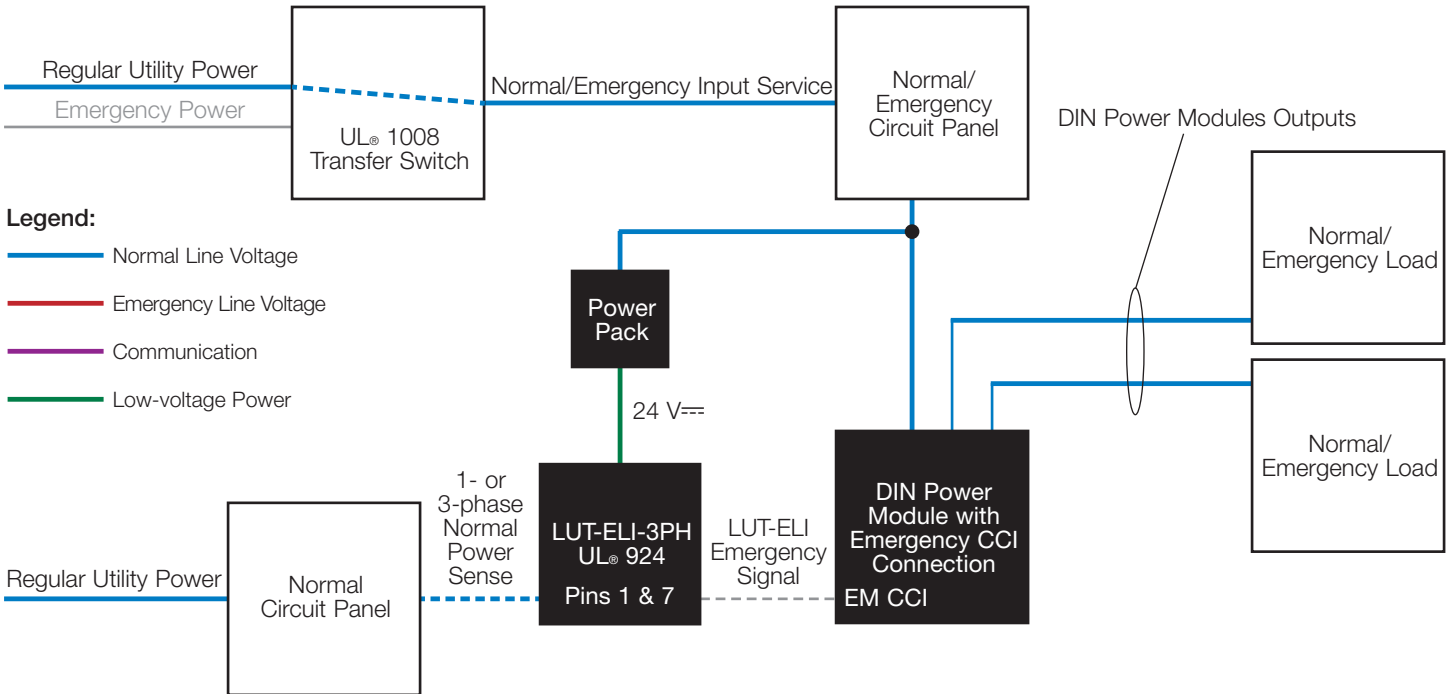 Regular Utility Power
Emergency Power
UL® 1008
Transfer Switch
Normal/Emergency Input Service
Normal/
Emergency
Circuit Panel
DIN Power Modules Outputs
Normal/
Emergency Load
Normal/
Emergency Load
Legend:
Normal Line Voltage
Emergency Line Voltage
Communication
Low-voltage Power
Power
Pack
24 V⎓
Regular Utility Power
Normal
Circuit Panel
1- or
3-phase
Normal
Power
Sense
LUT-ELI-3PH
UL® 924
Pins 1 & 7
LUT-ELI
Emergency
Signal
DIN Power
Module with
Emergency CCI
Connection
EM CCI